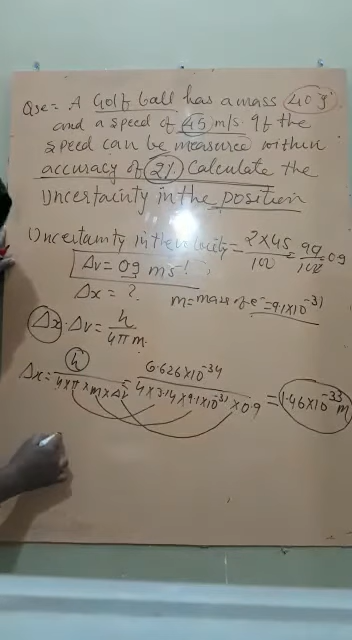 Que:- A Golf ball has a mass 40 g,
and a speed of 45 m/s. If the
speed can be measured within
accuracy of 2% Calculate the
Uncertainty in the position
Uncertainty in the velocity = 2 × 45 / 100 = 90 / 100 = 0.9
Δv = 0.9 ms⁻¹
Δx = ? m = mass of e⁻ = 9.1×10⁻³¹
Δx · Δv = h / 4πm
Δx = h / 4×π×m×Δv = 6.626×10⁻³⁴ / 4×3.14×9.1×10⁻³¹×0.9 = 1.46×10⁻³³ m